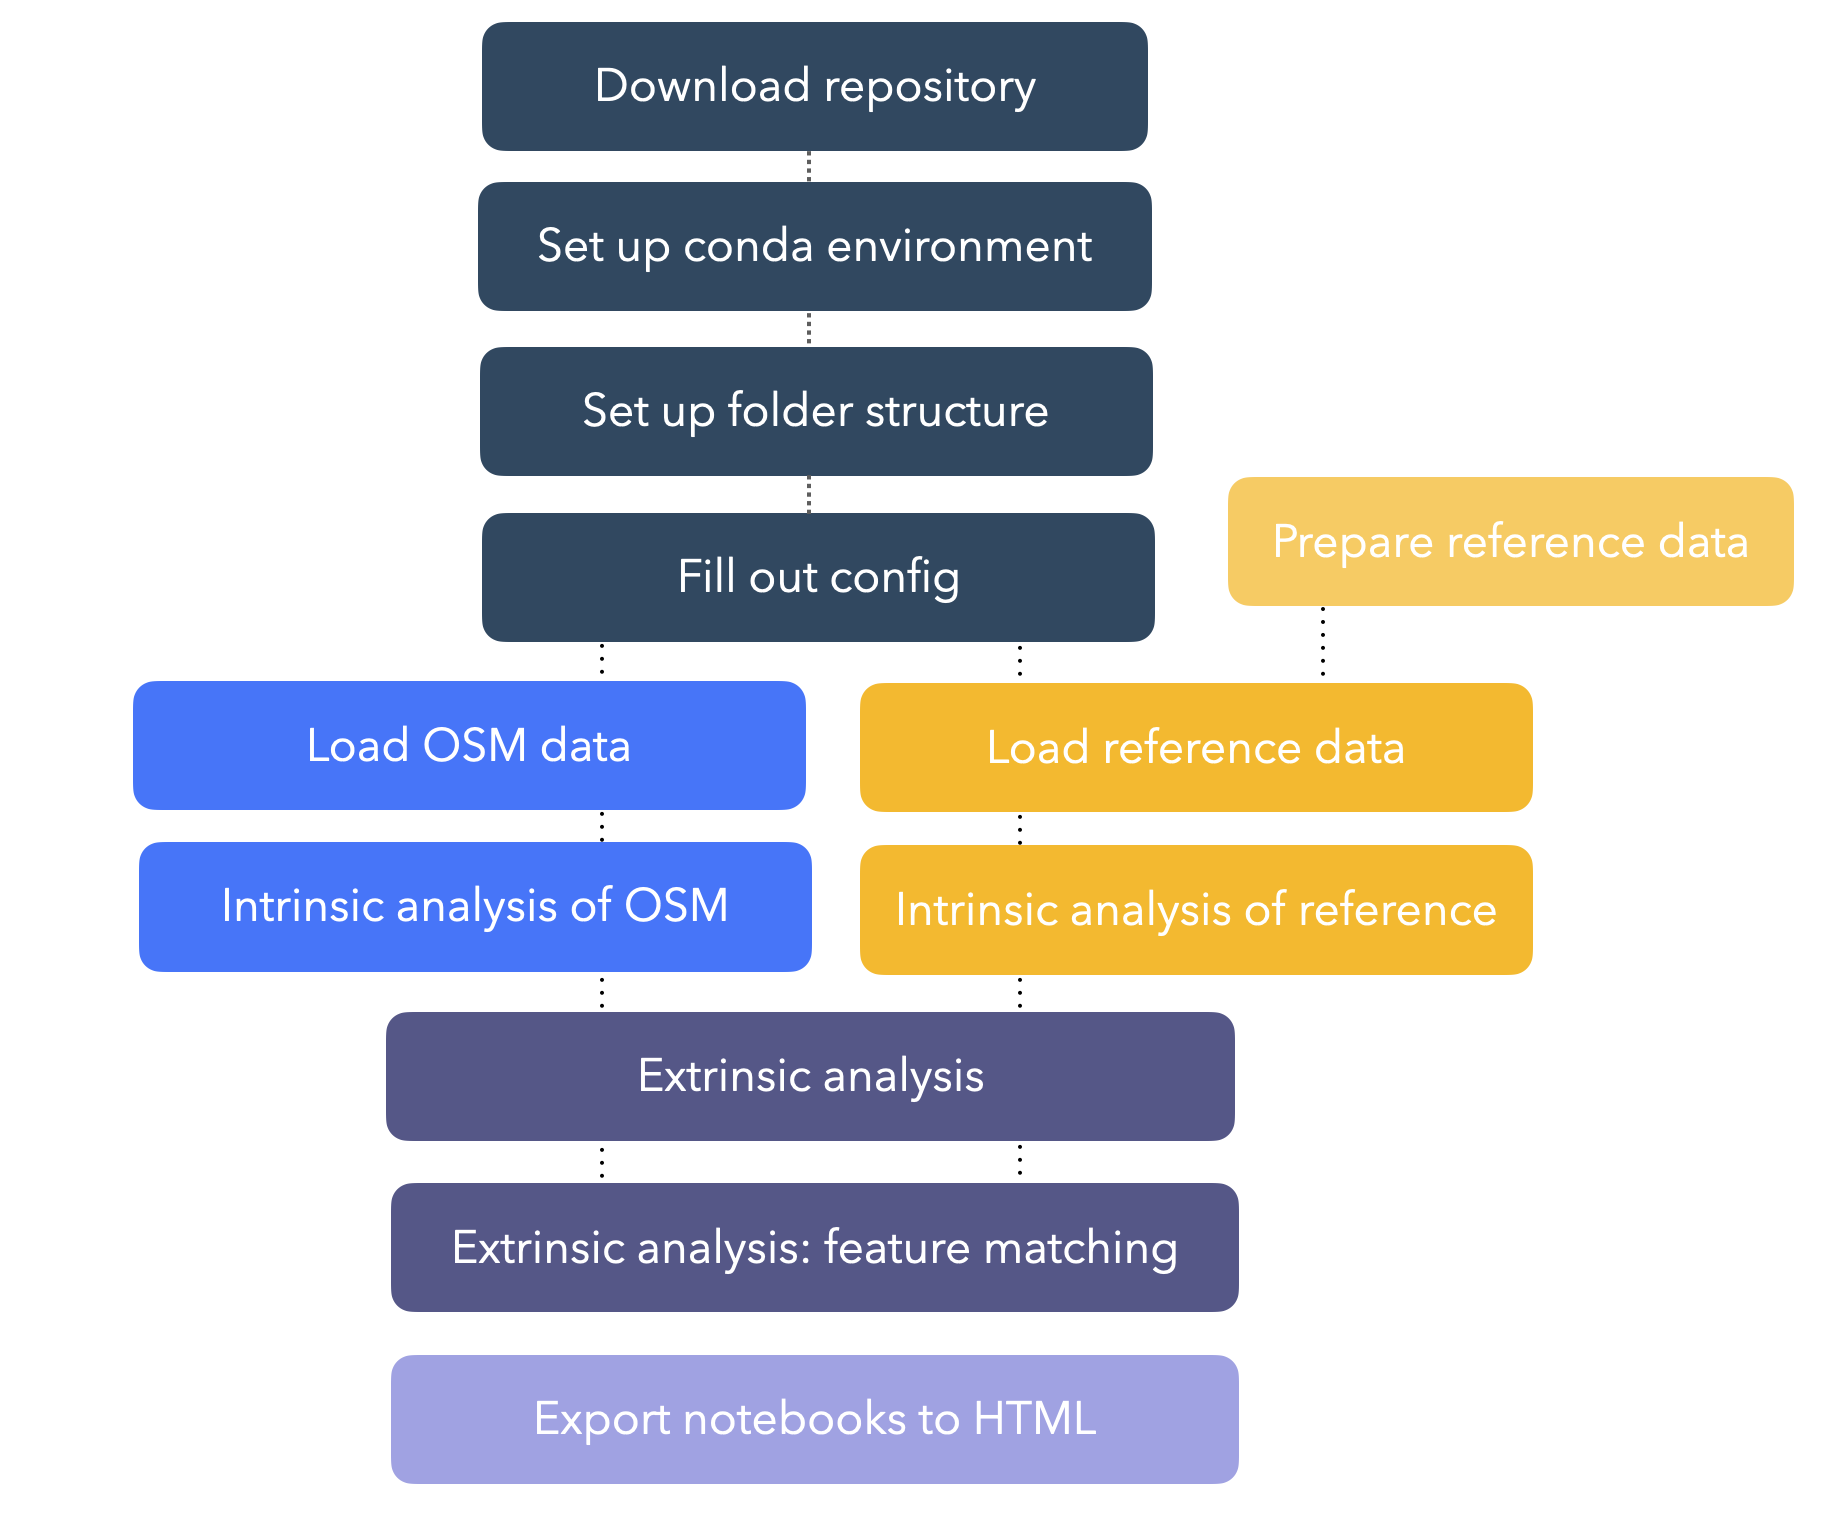 Download repository
Set up conda environment
Set up folder structure
Fill out config
Prepare reference data
Load OSM data
Load reference data
Intrinsic analysis of OSM
Intrinsic analysis of reference
Extrinsic analysis
Extrinsic analysis: feature matching
Export notebooks to HTML